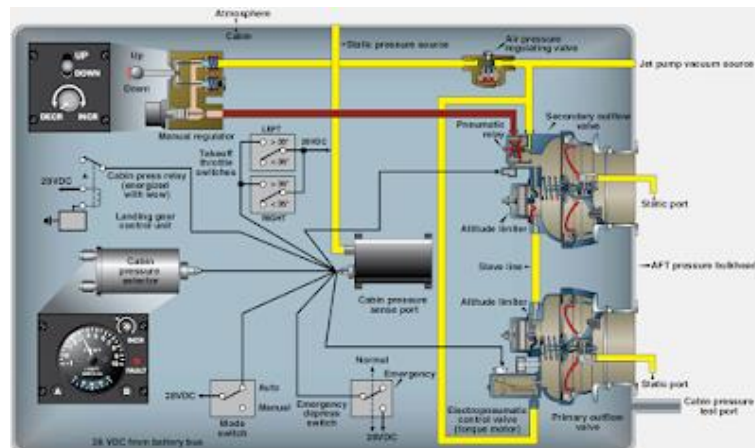 Atmosphere
Cabin
Static pressure source
Air pressure
regulating valve
Jet pump vacuum source
UP
DOWN
Up
Down
DECR
INCR
Manual regulator
Secondary outflow
valve
Pneumatic
relay
LEFT
28VDC
Takeoff
throttle
switches
RIGHT
Cabin press relay
(energized
with wow)
28VDC
Landing gear
control unit
Static port
Altitude limiter
Slave line
AFT pressure bulkhead
Cabin
pressure
selector
Cabin pressure
sense port
Altitude limiter
INCR
FAULT
A
B
Normal
Emergency
Static port
28VDC
Auto
Manual
Mode
switch
Emergency
depress
switch
28VDC
Electropneumatic
control valve
(torque motor)
Primary outflow
valve
Cabin pressure
test port
28 VDC from battery bus